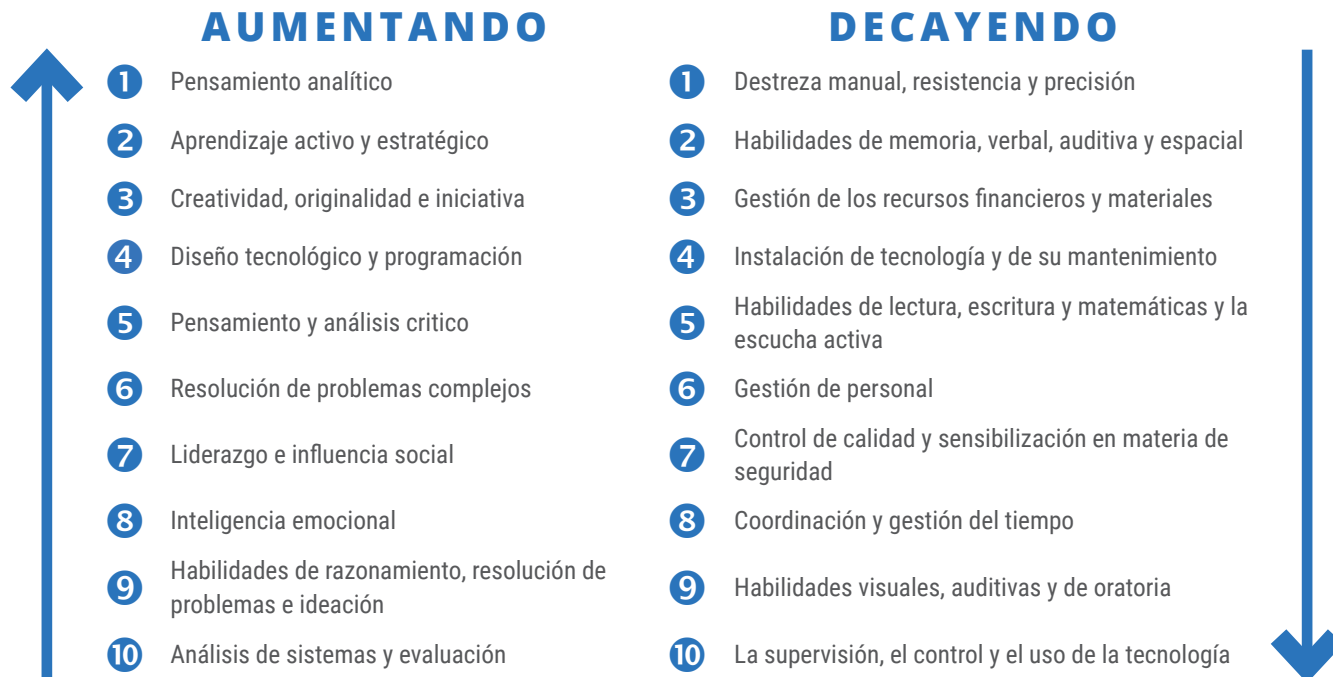 AUMENTANDO
1 Pensamiento analítico
2 Aprendizaje activo y estratégico
3 Creatividad, originalidad e iniciativa
4 Diseño tecnológico y programación
5 Pensamiento y análisis critico
6 Resolución de problemas complejos
7 Liderazgo e influencia social
8 Inteligencia emocional
9 Habilidades de razonamiento, resolución de
problemas e ideación
10 Análisis de sistemas y evaluación
DECAYENDO
1 Destreza manual, resistencia y precisión
2 Habilidades de memoria, verbal, auditiva y espacial
3 Gestión de los recursos financieros y materiales
4 Instalación de tecnología y de su mantenimiento
5 Habilidades de lectura, escritura y matemáticas y la
escucha activa
6 Gestión de personal
7 Control de calidad y sensibilización en materia de
seguridad
8 Coordinación y gestión del tiempo
9 Habilidades visuales, auditivas y de oratoria
10 La supervisión, el control y el uso de la tecnología